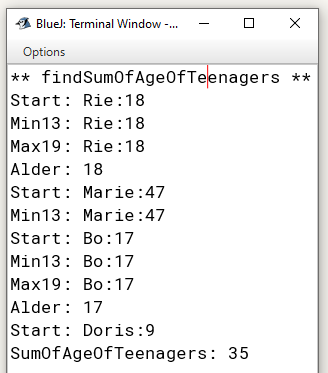 BlueJ: Terminal Window -...
Options
** findSumOfAgeOfTeenagers **
Start: Rie:18
Min13: Rie:18
Max19: Rie:18
Alder: 18
Start: Marie:47
Min13: Marie:47
Start: Bo:17
Min13: Bo:17
Max19: Bo:17
Alder: 17
Start: Doris:9
SumOfAgeOfTeenagers: 35